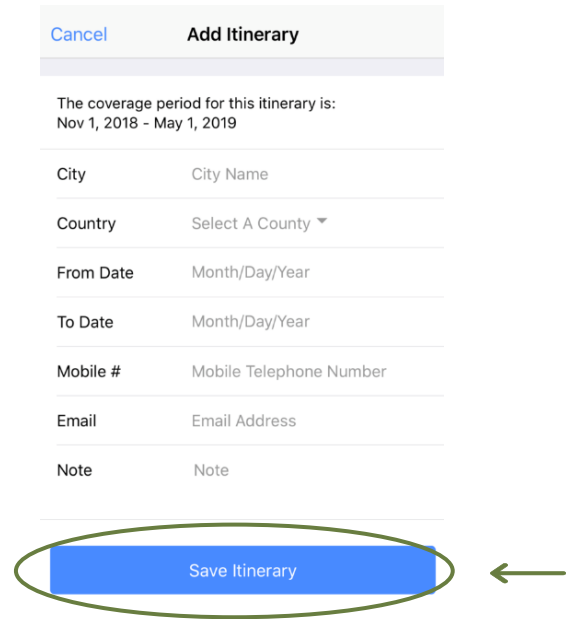 Cancel Add Itinerary
The coverage period for this itinerary is:
Nov 1, 2018 - May 1, 2019
City City Name
Country Select A County
From Date Month/Day/Year
To Date Month/Day/Year
Mobile # Mobile Telephone Number
Email Email Address
Note Note
Save Itinerary